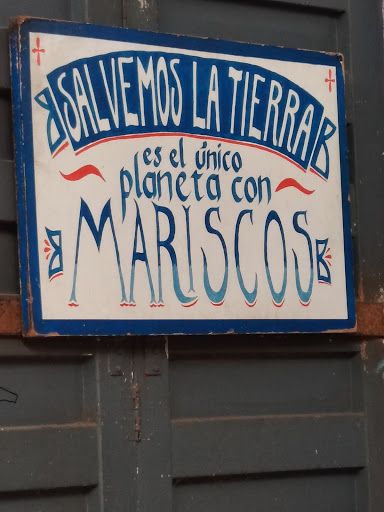 SALVEMOS LA TIERRA
es el único
planeta con
MARISCOS